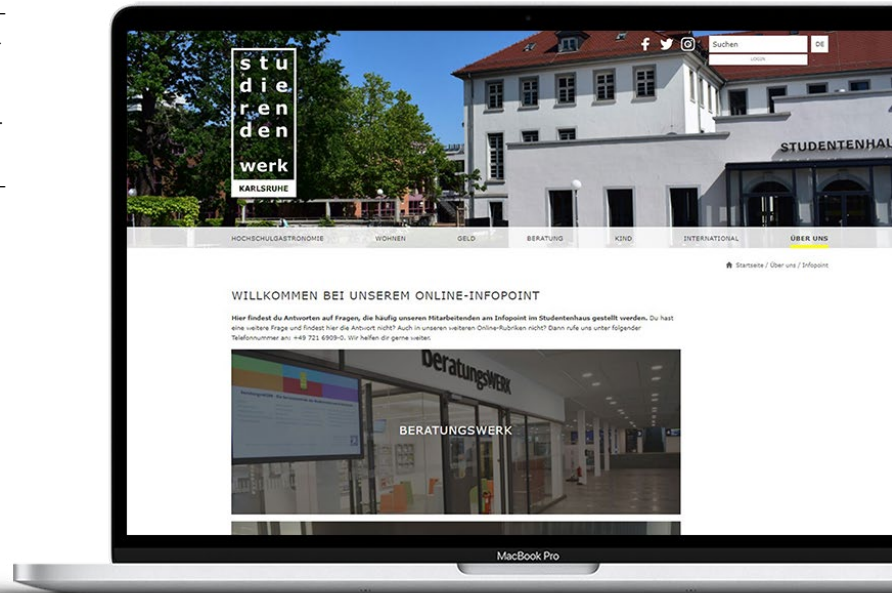 stu
die
ren
den
werk
KARLSRUHE
Suchen
DE
LOGIN
STUDENTENHAU
HOCHSCHULGASTRONOMIE WOHNEN GELD BERATUNG KIND INTERNATIONAL ÜBER UNS
Startseite / Über uns / Infopoint
WILLKOMMEN BEI UNSEREM ONLINE-INFOPOINT
Hier findest du Antworten auf Fragen, die häufig unseren Mitarbeitenden am Infopoint im Studentenhaus gestellt werden. Du hast
eine weitere Frage und findest hier die Antwort nicht? Auch in unseren weiteren Online-Rubriken nicht? Dann rufe uns unter folgender
Telefonnummer an: +49 721 6909-0. Wir helfen dir gerne weiter.
BeratungsWERK
BERATUNGSWERK
MacBook Pro